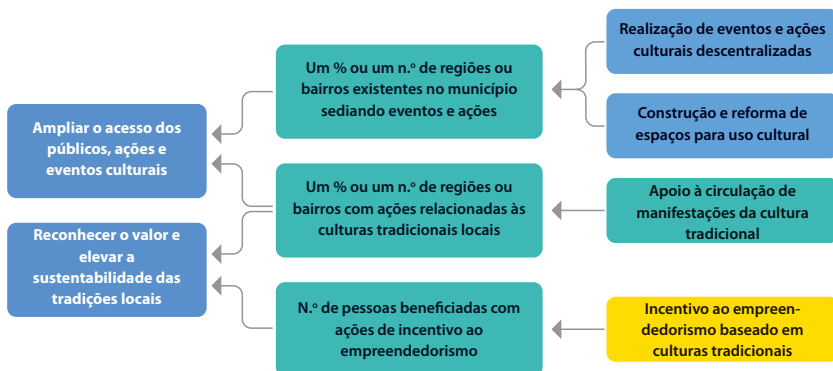 Ampliar o acesso dos
públicos, ações e
eventos culturais
Reconhecer o valor e
elevar a
sustentabilidade das
tradições locais
Um % ou um n.º de regiões ou
bairros existentes no município
sediando eventos e ações
Um % ou um n.º de regiões ou
bairros com ações relacionadas às
culturas tradicionais locais
N.º de pessoas beneficiadas com
ações de incentivo ao
empreendedorismo
Realização de eventos e ações
culturais descentralizadas
Construção e reforma de
espaços para uso cultural
Apoio à circulação de
manifestações da cultura
tradicional
Incentivo ao empreen-
dedorismo baseado em
culturas tradicionais